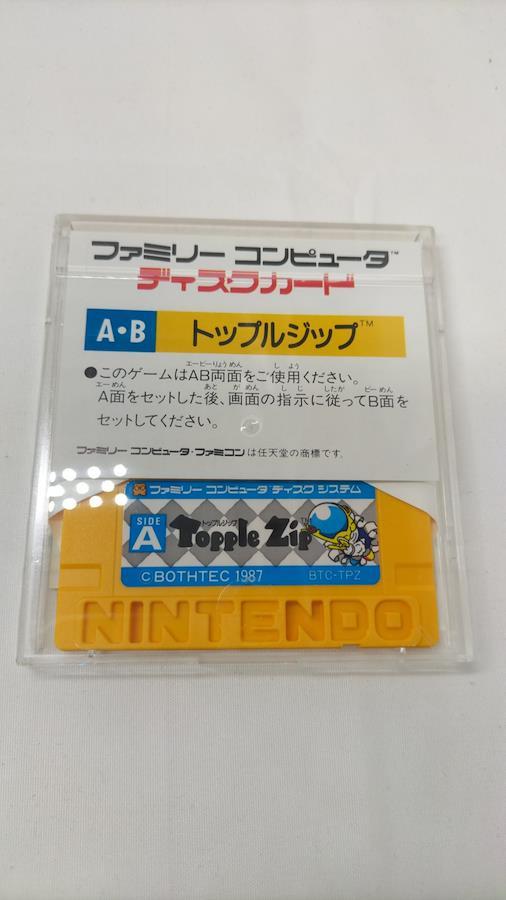 ファミリー コンピュータ™
ディスクカード
A・B トップルジップ™
●このゲームはAB両面をご使用ください。
A面をセットした後、画面の指示に従ってB面を
セットしてください。
ファミリー コンピュータ・ファミコンは任天堂の商標です。
ファミリー コンピュータ ディスク システム
SIDE A
トップルジップ
Topple Zip™
© BOTHTEC 1987 BTC-TPZ
NINTENDO